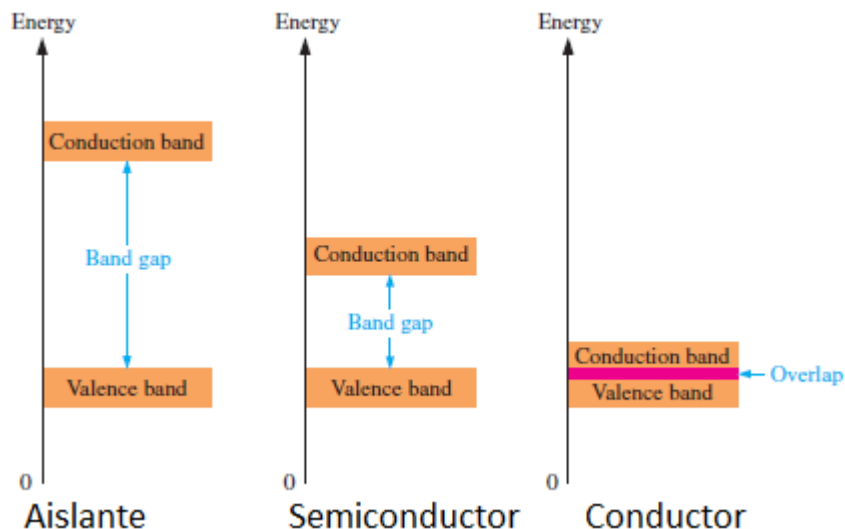 Energy
Conduction band
Band gap
Valence band
0
Aislante
Energy
Conduction band
Band gap
Valence band
0
Semiconductor
Energy
Conduction band
Overlap
Valence band
0
Conductor